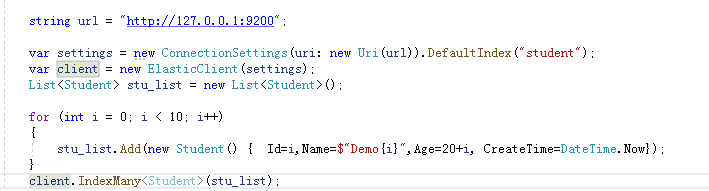 string url = "http://127.0.0.1:9200";
var settings = new ConnectionSettings(uri: new Uri(url)).DefaultIndex("student");
var client = new ElasticClient(settings);
List<Student> stu_list = new List<Student>();
for (int i = 0; i < 10; i++)
{
stu_list.Add(new Student() {  Id=i,Name=$"Demo{i}",Age=20+i, CreateTime=DateTime.Now});
}
client.IndexMany<Student>(stu_list);